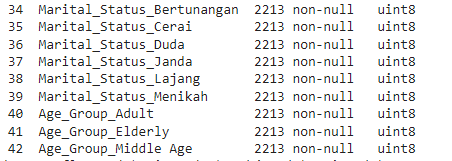 34 Marital_Status_Bertunangan 2213 non-null uint8
35 Marital_Status_Cerai 2213 non-null uint8
36 Marital_Status_Duda 2213 non-null uint8
37 Marital_Status_Janda 2213 non-null uint8
38 Marital_Status_Lajang 2213 non-null uint8
39 Marital_Status_Menikah 2213 non-null uint8
40 Age_Group_Adult 2213 non-null uint8
41 Age_Group_Elderly 2213 non-null uint8
42 Age_Group_Middle Age 2213 non-null uint8